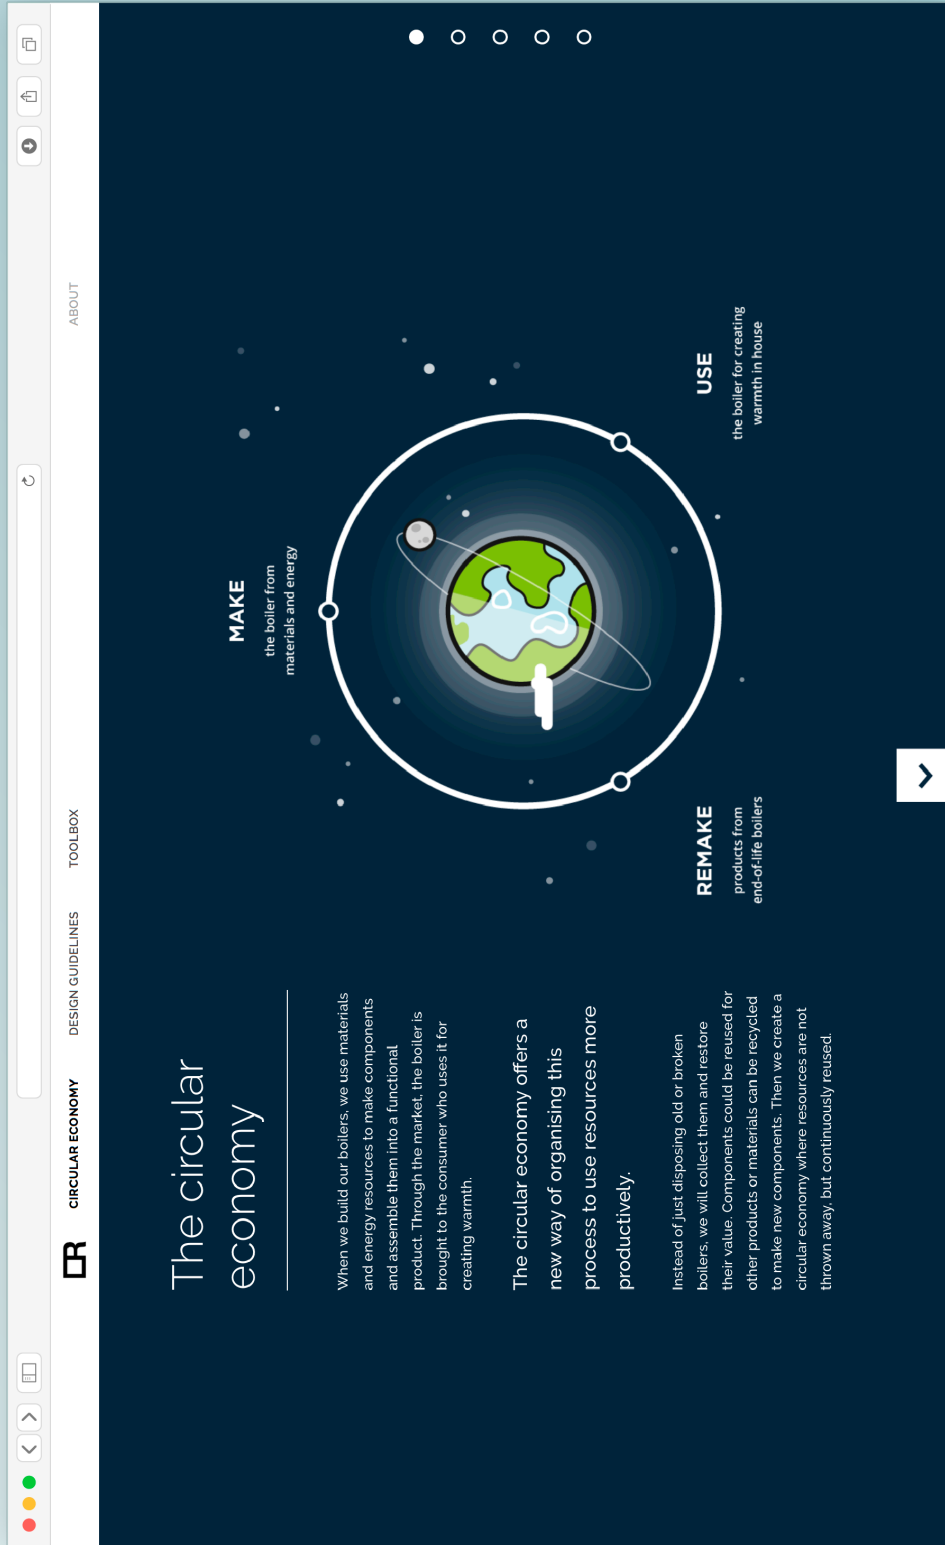 CR
CIRCULAR ECONOMY
DESIGN GUIDELINES
TOOLBOX
ABOUT
The circular
economy
When we build our boilers, we use materials
and energy resources to make components
and assemble them into a functional
product. Through the market, the boiler is
brought to the consumer who uses it for
creating warmth.
The circular economy offers a
new way of organising this
process to use resources more
productively.
Instead of just disposing old or broken
boilers, we will collect them and restore
their value. Components could be reused for
other products or materials can be recycled
to make new components. Then we create a
circular economy where resources are not
thrown away, but continuously reused.
MAKE
the boiler from
materials and energy
REMAKE
products from
end-of-life boilers
USE
the boiler for creating
warmth in house